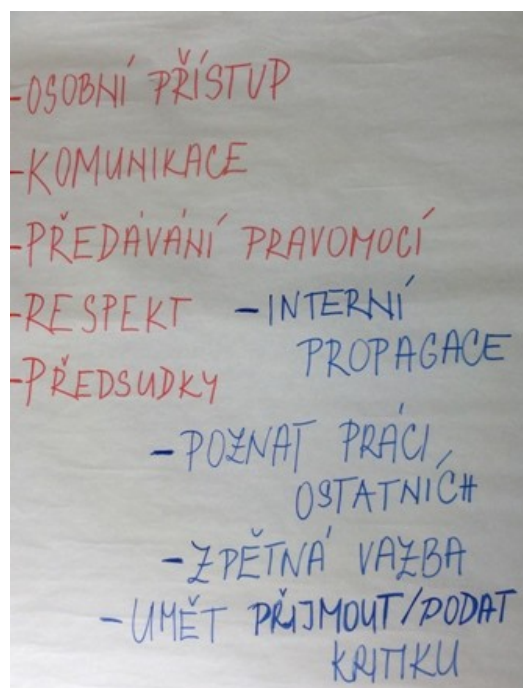 -OSOBNÍ PŘÍSTUP
-KOMUNIKACE
-PŘEDÁVÁNÍ PRAVOMOCÍ
-RESPEKT
-PŘEDSUDKY
-INTERNÍ
PROPAGACE
-POZNAT PRÁCI
OSTATNÍCH
-ZPĚTNÁ VAZBA
-UMĚT PŘIJMOUT/PODAT
KRITIKU